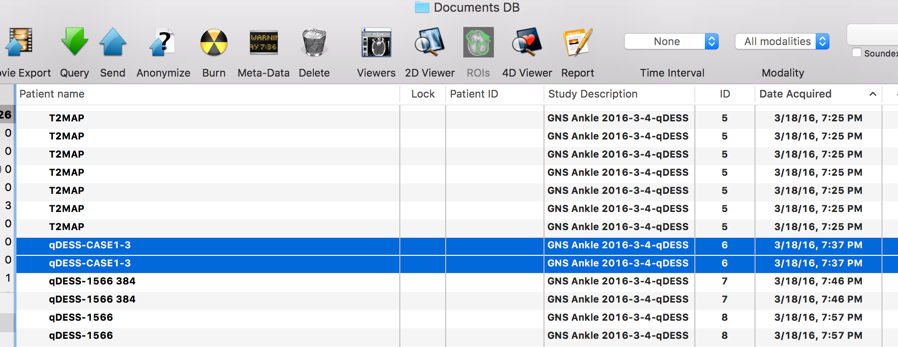 Documents DB
ovie Export Query Send Anonymize Burn Meta-Data Delete Viewers 2D Viewer ROIs 4D Viewer Report
WARNIN
AY 7:36
?
None
All modalities
Soundex
Time Interval Modality
Patient name Lock Patient ID Study Description ID Date Acquired
26 T2MAP GNS Ankle 2016-3-4-qDESS 5 3/18/16, 7:25 PM
0 T2MAP GNS Ankle 2016-3-4-qDESS 5 3/18/16, 7:25 PM
0 T2MAP GNS Ankle 2016-3-4-qDESS 5 3/18/16, 7:25 PM
0 T2MAP GNS Ankle 2016-3-4-qDESS 5 3/18/16, 7:25 PM
0 T2MAP GNS Ankle 2016-3-4-qDESS 5 3/18/16, 7:25 PM
3 T2MAP GNS Ankle 2016-3-4-qDESS 5 3/18/16, 7:25 PM
0 T2MAP GNS Ankle 2016-3-4-qDESS 5 3/18/16, 7:25 PM
0 qDESS-CASE1-3 GNS Ankle 2016-3-4-qDESS 6 3/18/16, 7:37 PM
0 qDESS-CASE1-3 GNS Ankle 2016-3-4-qDESS 6 3/18/16, 7:37 PM
1 qDESS-1566 384 GNS Ankle 2016-3-4-qDESS 7 3/18/16, 7:46 PM
qDESS-1566 384 GNS Ankle 2016-3-4-qDESS 7 3/18/16, 7:46 PM
qDESS-1566 GNS Ankle 2016-3-4-qDESS 8 3/18/16, 7:57 PM
qDESS-1566 GNS Ankle 2016-3-4-qDESS 8 3/18/16, 7:57 PM